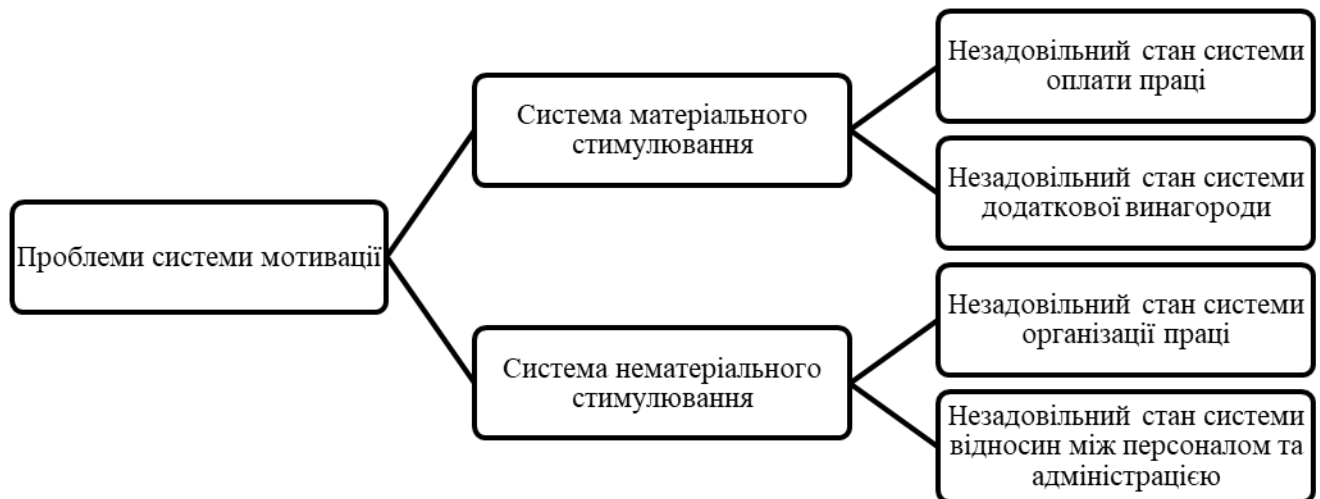 Проблеми системи мотивації
Система матеріального
стимулювання
Незадовільний стан системи
оплати праці
Незадовільний стан системи
додаткової винагороди
Система нематеріального
стимулювання
Незадовільний стан системи
організації праці
Незадовільний стан системи
відносин між персоналом та
адміністрацією